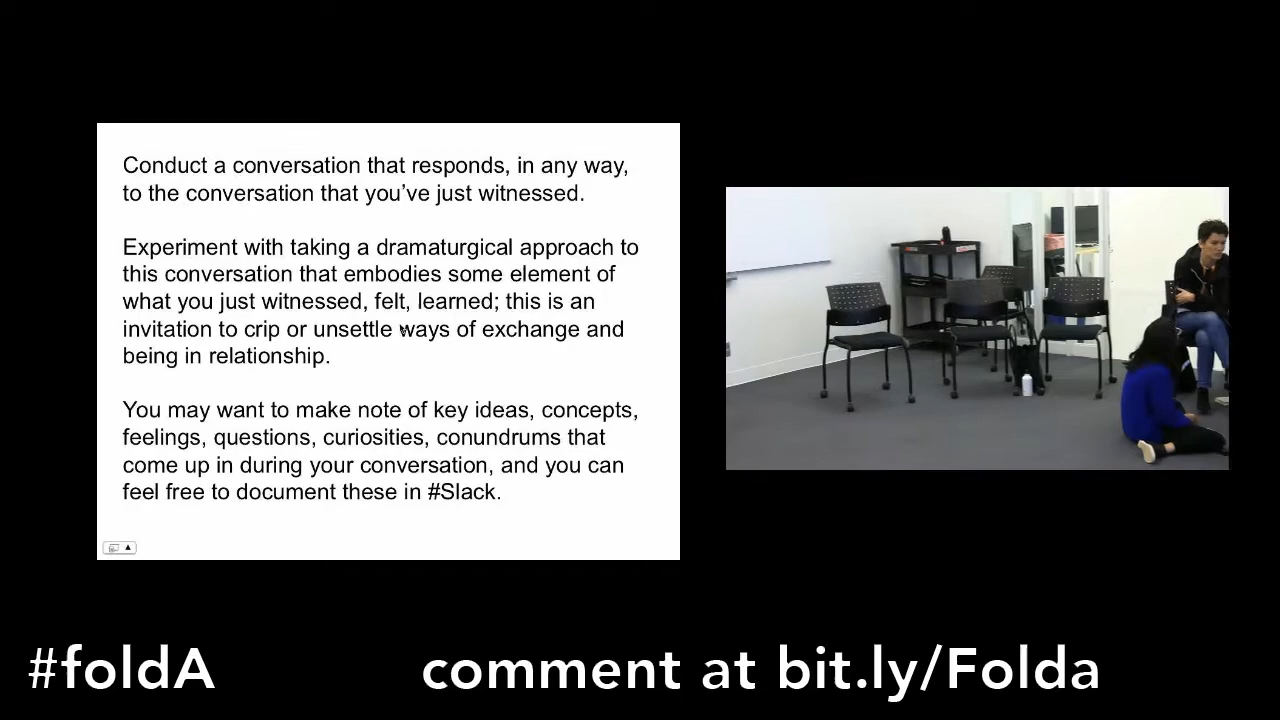 Conduct a conversation that responds, in any way,
to the conversation that you've just witnessed.
Experiment with taking a dramaturgical approach to
this conversation that embodies some element of
what you just witnessed, felt, learned; this is an
invitation to crip or unsettle ways of exchange and
being in relationship.
You may want to make note of key ideas, concepts,
feelings, questions, curiosities, conundrums that
come up in during your conversation, and you can
feel free to document these in #Slack.
#foldA
comment at bit.ly/Folda